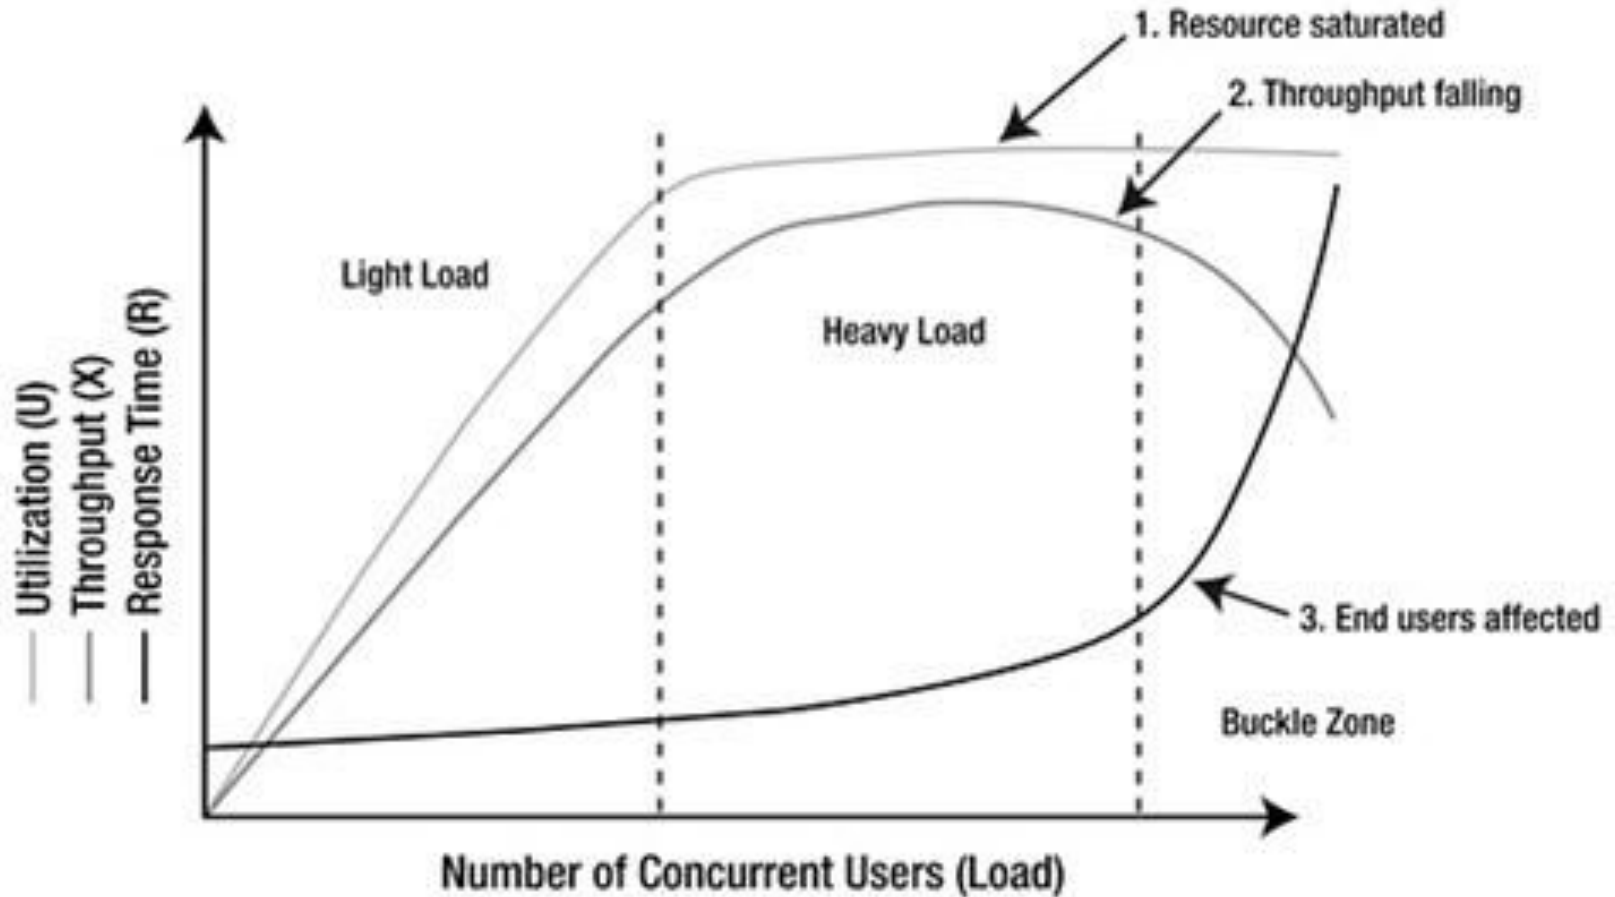 1. Resource saturated
2. Throughput falling
Light Load
Heavy Load
Utilization (U)
Throughput (X)
Response Time (R)
3. End users affected
Buckle Zone
Number of Concurrent Users (Load)